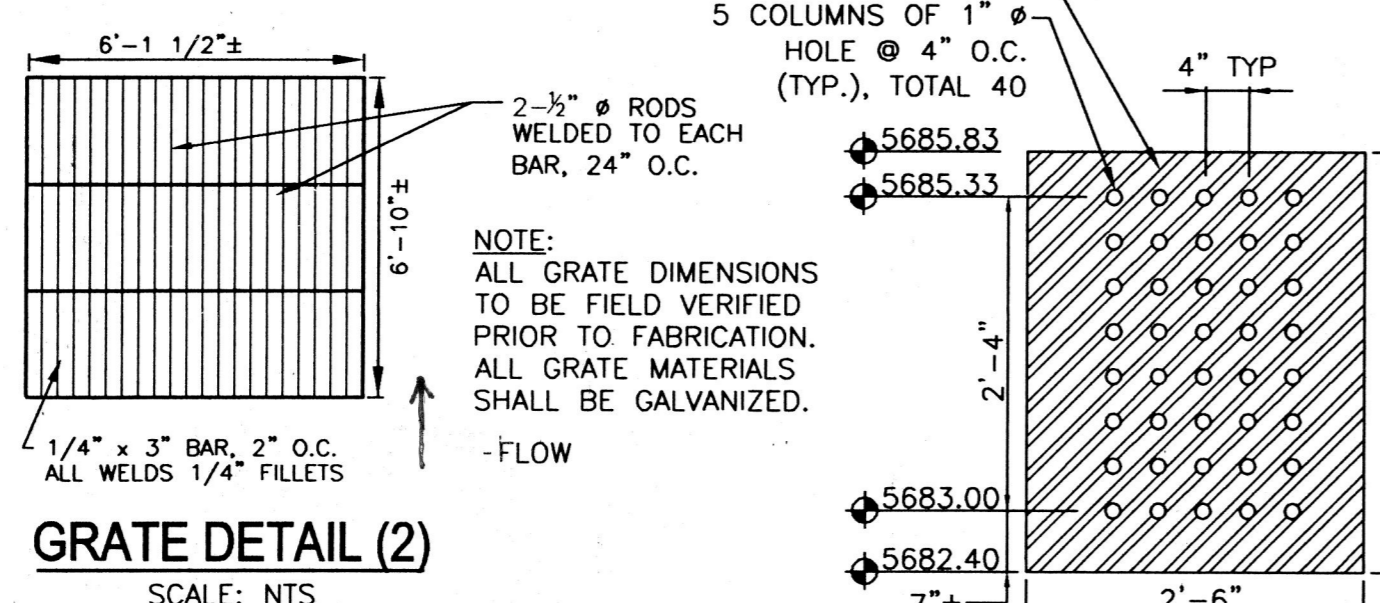 6'-1 1/2"±
6'-10"±
2-½" ø RODS
WELDED TO EACH
BAR, 24" O.C.
NOTE:
ALL GRATE DIMENSIONS
TO BE FIELD VERIFIED
PRIOR TO FABRICATION.
ALL GRATE MATERIALS
SHALL BE GALVANIZED.
-FLOW
1/4" x 3" BAR, 2" O.C.
ALL WELDS 1/4" FILLETS
GRATE DETAIL (2)
SCALE: NTS
5 COLUMNS OF 1" ø
HOLE @ 4" O.C.
(TYP.), TOTAL 40
4" TYP
5685.83
5685.33
2'-4"
5683.00
5682.40
7"±
2'-6"